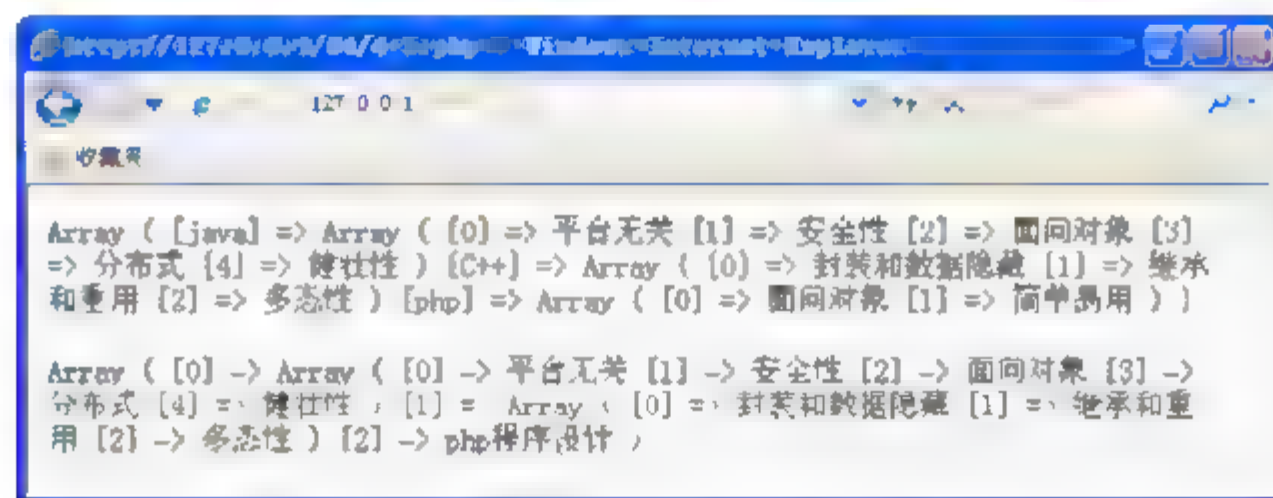 127 0 0 1
收藏夹
Array ( [java] => Array ( [0] => 平台无关 [1] => 安全性 [2] => 面向对象 [3]
=> 分布式 [4] => 健壮性 ) [C++] => Array ( [0] => 封装和数据隐藏 [1] => 继承
和重用 [2] => 多态性 ) [php] => Array ( [0] => 面向对象 [1] => 简单易用 ) )
Array ( [0] -> Array ( [0] -> 平台无关 [1] -> 安全性 [2] -> 面向对象 [3] ->
分布式 [4] => 健壮性 ) [1] = Array ( [0] => 封装和数据隐藏 [1] => 继承和重
用 [2] -> 多态性 ) [2] -> php程序设计 )